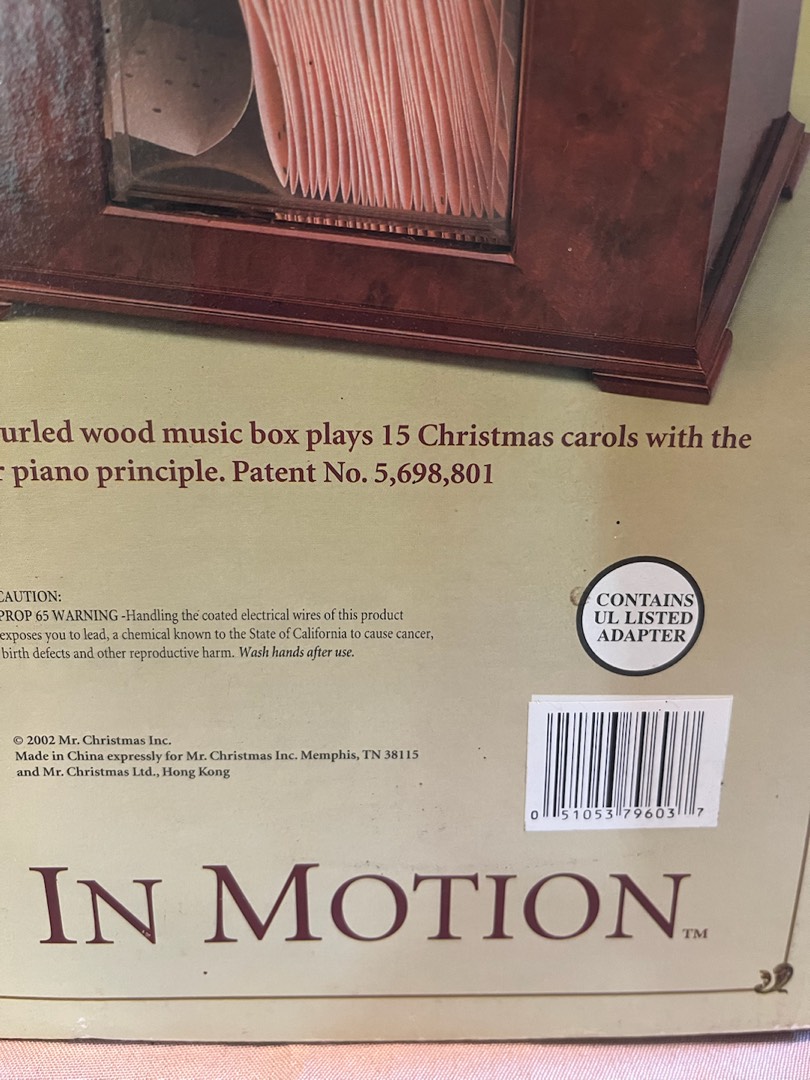 urled wood music box plays 15 Christmas carols with the
piano principle. Patent No. 5,698,801
CAUTION:
PROP 65 WARNING -Handling the coated electrical wires of this product
exposes you to lead, a chemical known to the State of California to cause cancer,
birth defects and other reproductive harm. Wash hands after use.
CONTAINS
UL LISTED
ADAPTER
© 2002 Mr. Christmas Inc.
Made in China expressly for Mr. Christmas Inc. Memphis, TN 38115
and Mr. Christmas Ltd., Hong Kong
0 51053 79603 7
IN MOTION™